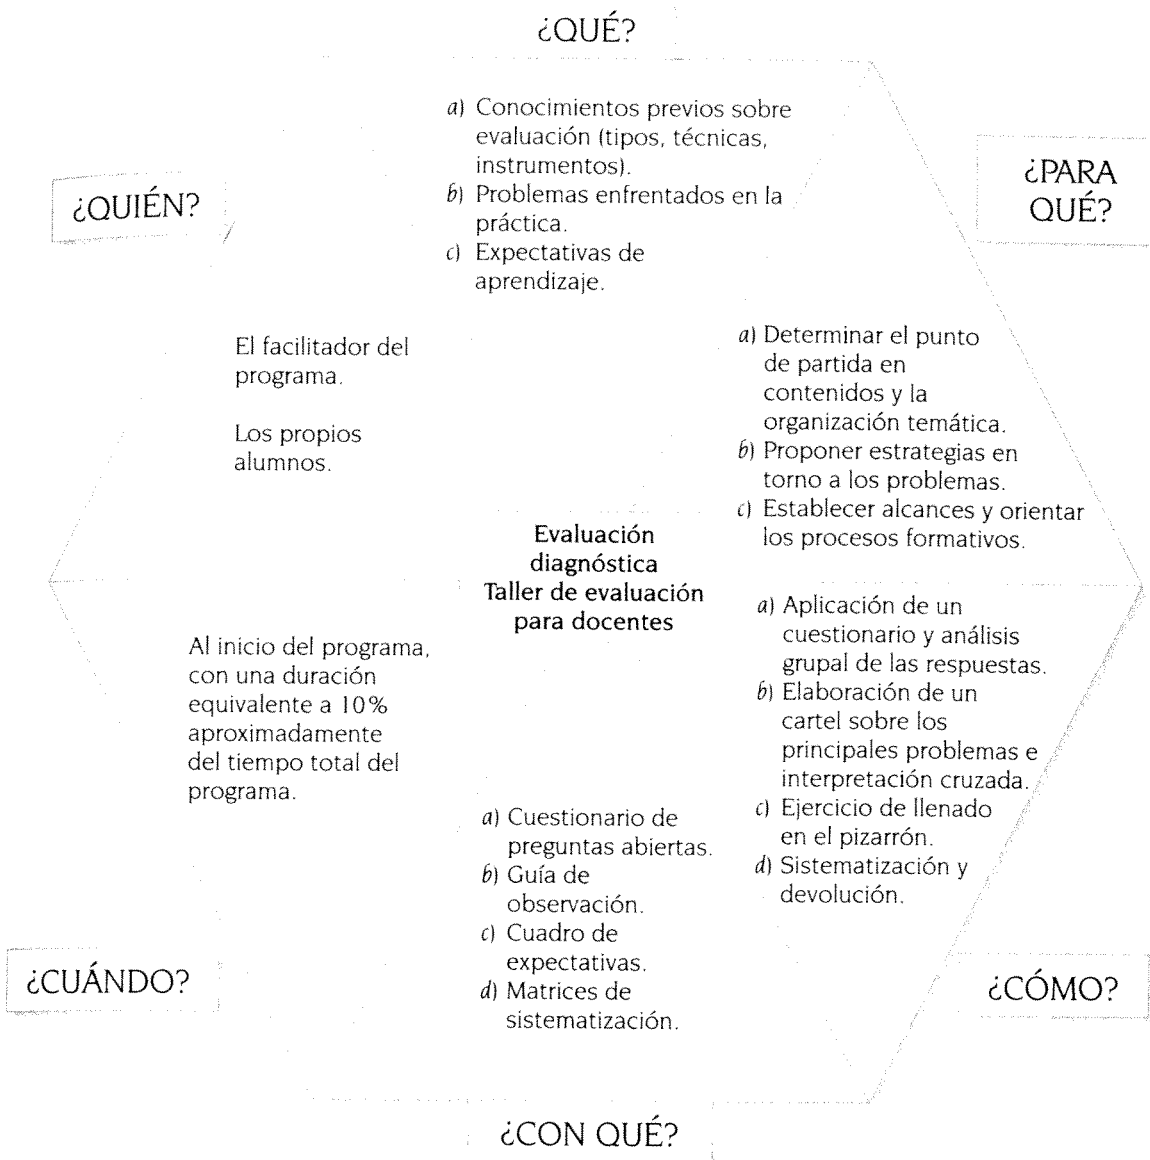 ¿QUÉ?
a) Conocimientos previos sobre
evaluación (tipos, técnicas,
instrumentos).
b) Problemas enfrentados en la
práctica.
c) Expectativas de
aprendizaje.
¿PARA
QUÉ?
a) Determinar el punto
de partida en
contenidos y la
organización temática.
b) Proponer estrategias en
torno a los problemas.
c) Establecer alcances y orientar
los procesos formativos.
¿QUIÉN?
El facilitador del
programa.
Los propios
alumnos.
Evaluación
diagnóstica
Taller de evaluación
para docentes
Al inicio del programa,
con una duración
equivalente a 10%
aproximadamente
del tiempo total del
programa.
¿CUÁNDO?
a) Aplicación de un
cuestionario y análisis
grupal de las respuestas.
b) Elaboración de un
cartel sobre los
principales problemas e
interpretación cruzada.
c) Ejercicio de llenado
en el pizarrón.
d) Sistematización y
devolución.
¿CÓMO?
a) Cuestionario de
preguntas abiertas.
b) Guía de
observación.
c) Cuadro de
expectativas.
d) Matrices de
sistematización.
¿CON QUÉ?